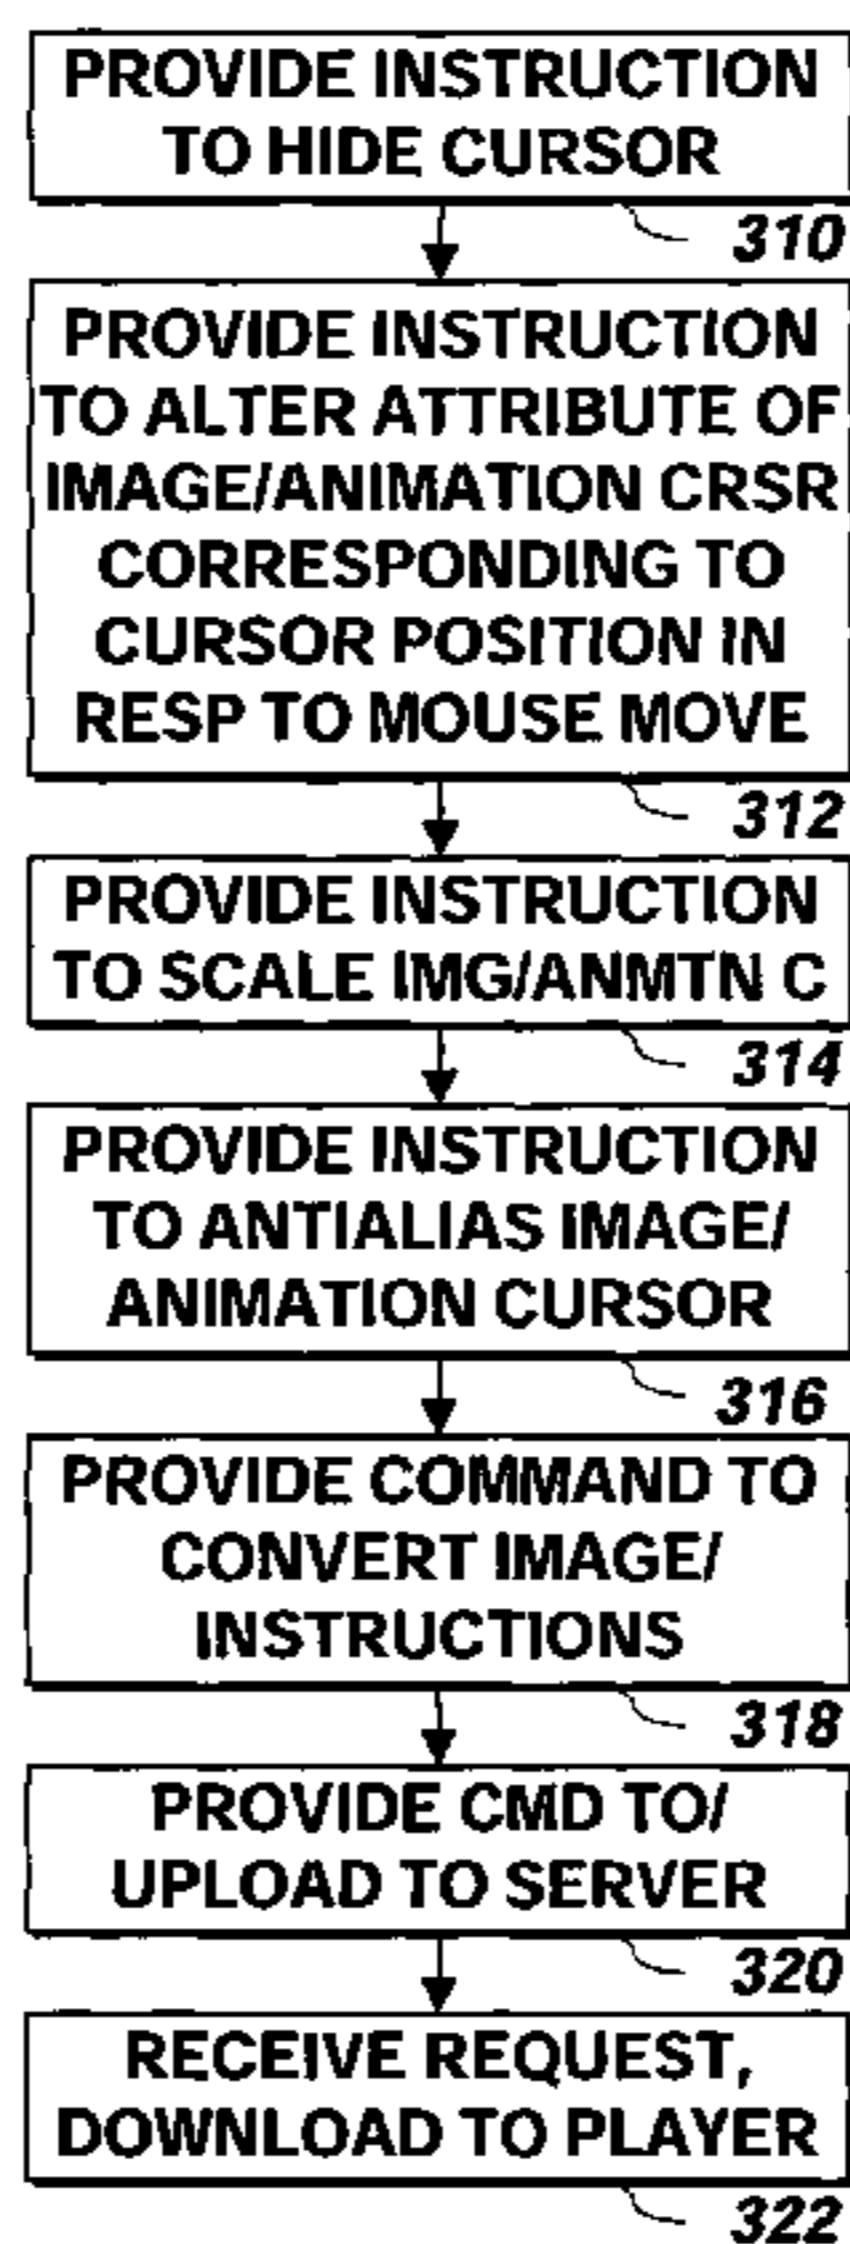 PROVIDE INSTRUCTION
TO HIDE CURSOR
310
PROVIDE INSTRUCTION
TO ALTER ATTRIBUTE OF
IMAGE/ANIMATION CRSR
CORRESPONDING TO
CURSOR POSITION IN
RESP TO MOUSE MOVE
312
PROVIDE INSTRUCTION
TO SCALE IMG/ANMTN C
314
PROVIDE INSTRUCTION
TO ANTIALIAS IMAGE/
ANIMATION CURSOR
316
PROVIDE COMMAND TO
CONVERT IMAGE/
INSTRUCTIONS
318
PROVIDE CMD TO/
UPLOAD TO SERVER
320
RECEIVE REQUEST,
DOWNLOAD TO PLAYER
322